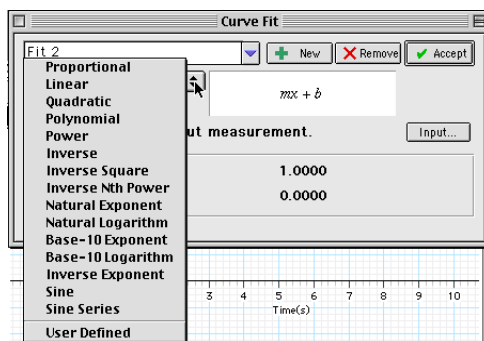 Curve Fit
Fit 2
New
Remove
Accept
Proportional
Linear
Quadratic
Polynomial
Power
Inverse
Inverse Square
Inverse Nth Power
Natural Exponent
Natural Logarithm
Base-10 Exponent
Base-10 Logarithm
Inverse Exponent
Sine
Sine Series
User Defined
mx + b
ut measurement.
Input...
1.0000
0.0000
3 4 5 6 7 8 9 10
Time(s)